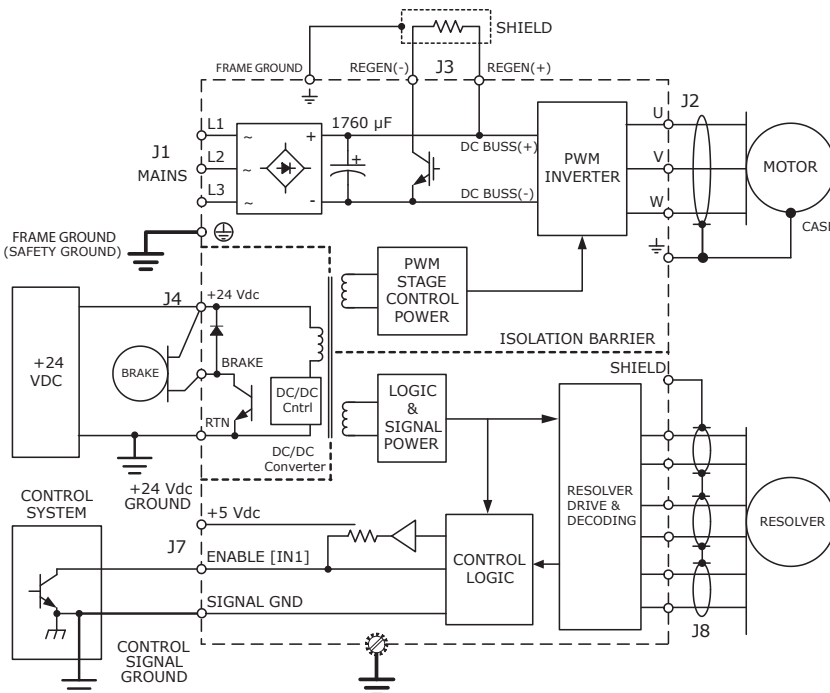 SHIELD
FRAME GROUND
REGEN(-)
J3
REGEN(+)
J1
MAINS
L1
L2
L3
~
~
~
+
-
1760 µF
+
DC BUSS(+)
DC BUSS(-)
PWM
INVERTER
U
V
W
J2
MOTOR
CASE
FRAME GROUND
(SAFETY GROUND)
+24
VDC
J4
+24 Vdc
BRAKE
BRAKE
RTN
DC/DC
Cntrl
DC/DC
Converter
PWM
STAGE
CONTROL
POWER
ISOLATION BARRIER
SHIELD
LOGIC
&
SIGNAL
POWER
RESOLVER
DRIVE &
DECODING
RESOLVER
J8
+24 Vdc
GROUND
CONTROL
SYSTEM
J7
+5 Vdc
ENABLE [IN1]
SIGNAL GND
CONTROL
LOGIC
CONTROL
SIGNAL
GROUND